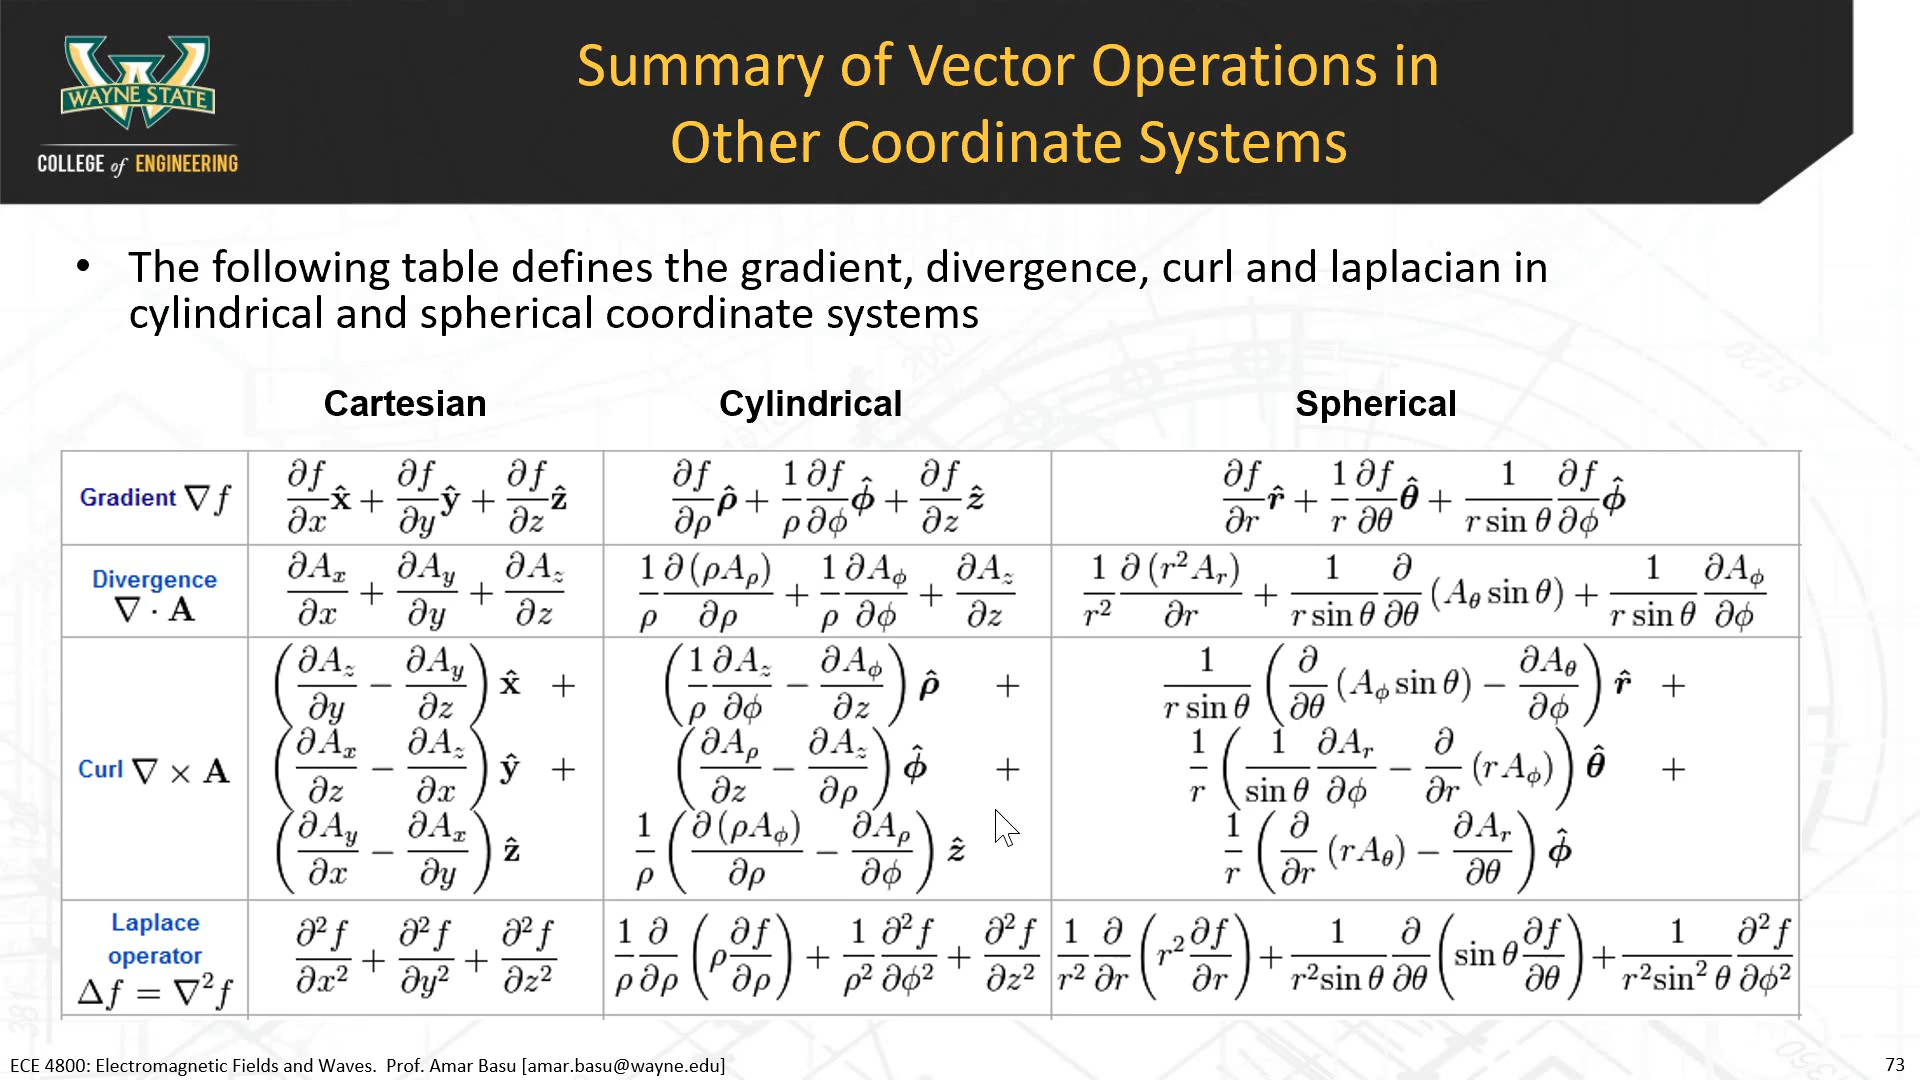 WAYNE STATE
COLLEGE of ENGINEERING
Summary of Vector Operations in
Other Coordinate Systems
• The following table defines the gradient, divergence, curl and laplacian in
cylindrical and spherical coordinate systems
Cartesian Cylindrical Spherical
Gradient ∇f
∂f/∂x x̂ + ∂f/∂y ŷ + ∂f/∂z ẑ
∂f/∂ρ ρ̂ + 1/ρ ∂f/∂ϕ ϕ̂ + ∂f/∂z ẑ
∂f/∂r r̂ + 1/r ∂f/∂θ θ̂ + 1/(r sin θ) ∂f/∂ϕ ϕ̂
Divergence
∇ · A
∂Aₓ/∂x + ∂A_y/∂y + ∂A_z/∂z
1/ρ ∂(ρA_ρ)/∂ρ + 1/ρ ∂A_ϕ/∂ϕ + ∂A_z/∂z
1/r² ∂(r²A_r)/∂r + 1/(r sin θ) ∂/∂θ (A_θ sin θ) + 1/(r sin θ) ∂A_ϕ/∂ϕ
Curl ∇ × A
(∂A_z/∂y − ∂A_y/∂z) x̂ +
(∂Aₓ/∂z − ∂A_z/∂x) ŷ +
(∂A_y/∂x − ∂Aₓ/∂y) ẑ
(1/ρ ∂A_z/∂ϕ − ∂A_ϕ/∂z) ρ̂ +
(∂A_ρ/∂z − ∂A_z/∂ρ) ϕ̂ +
1/ρ (∂(ρA_ϕ)/∂ρ − ∂A_ρ/∂ϕ) ẑ
1/(r sin θ) (∂/∂θ (A_ϕ sin θ) − ∂A_θ/∂ϕ) r̂ +
1/r (1/sin θ ∂A_r/∂ϕ − ∂/∂r (rA_ϕ)) θ̂ +
1/r (∂/∂r (rA_θ) − ∂A_r/∂θ) ϕ̂
Laplace
operator
Δf = ∇²f
∂²f/∂x² + ∂²f/∂y² + ∂²f/∂z²
1/ρ ∂/∂ρ (ρ ∂f/∂ρ) + 1/ρ² ∂²f/∂ϕ² + ∂²f/∂z²
1/r² ∂/∂r (r² ∂f/∂r) + 1/(r² sin θ) ∂/∂θ (sin θ ∂f/∂θ) + 1/(r² sin² θ) ∂²f/∂ϕ²
ECE 4800: Electromagnetic Fields and Waves. Prof. Amar Basu [amar.basu@wayne.edu]
73